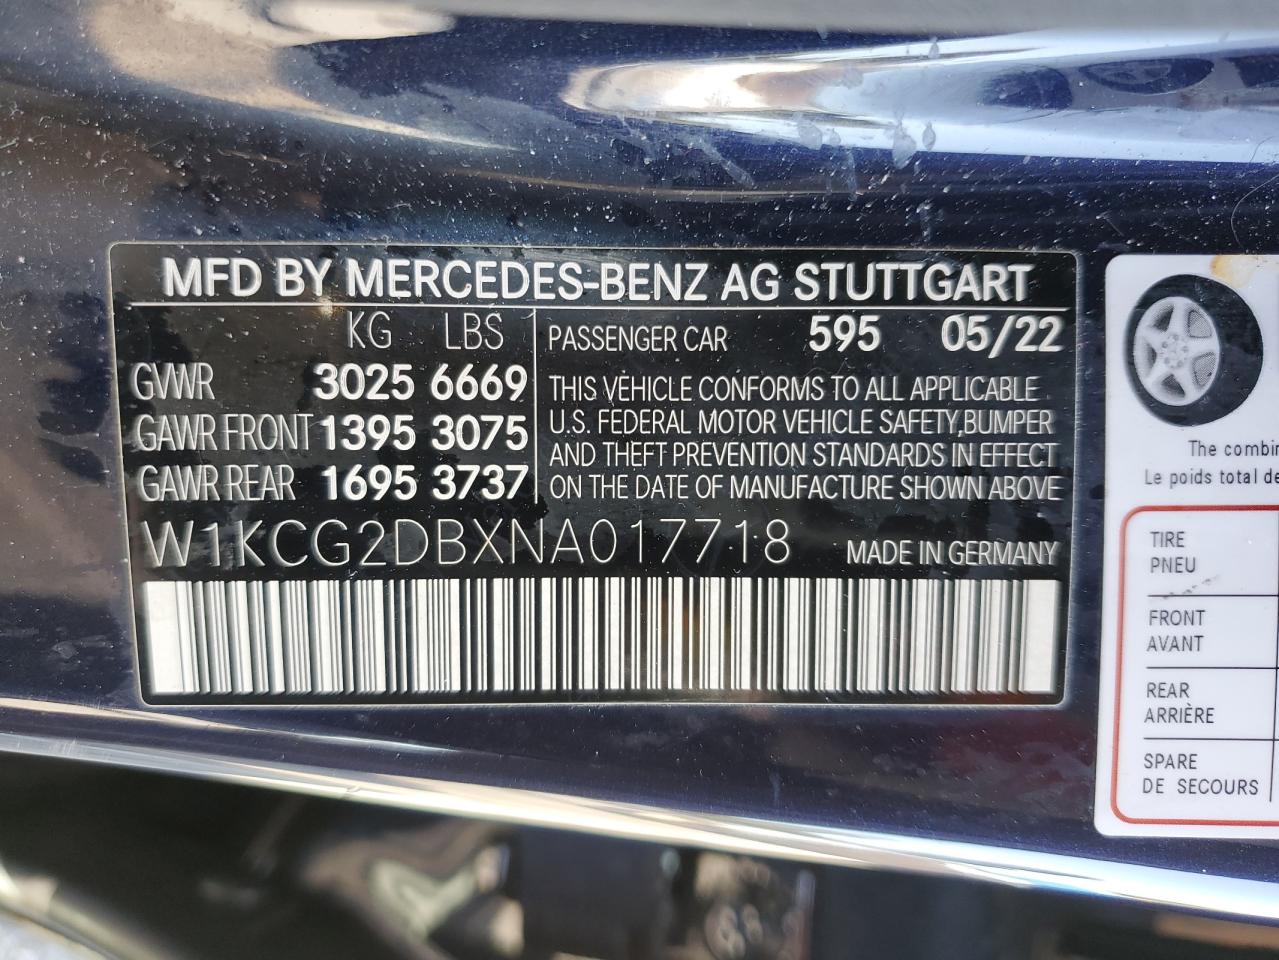 MFD BY MERCEDES-BENZ AG STUTTGART
KG LBS
PASSENGER CAR 595 05/22
GVWR 3025 6669
GAWR FRONT 1395 3075
GAWR REAR 1695 3737
THIS VEHICLE CONFORMS TO ALL APPLICABLE
U.S. FEDERAL MOTOR VEHICLE SAFETY,BUMPER
AND THEFT PREVENTION STANDARDS IN EFFECT
ON THE DATE OF MANUFACTURE SHOWN ABOVE
W1KCG2DBXNA017718 MADE IN GERMANY
The combin
Le poids total de
TIRE
PNEU
FRONT
AVANT
REAR
ARRIÈRE
SPARE
DE SECOURS